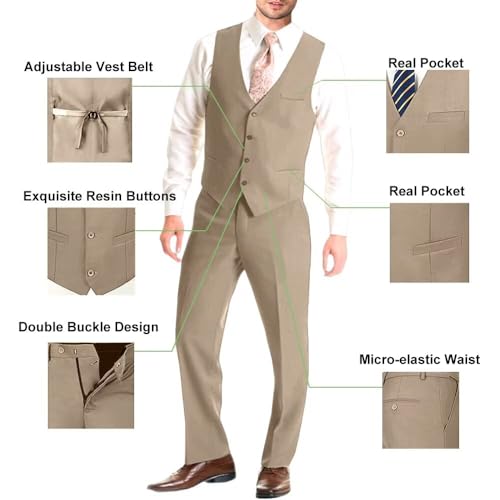 Adjustable Vest Belt
Real Pocket
Exquisite Resin Buttons
Real Pocket
Double Buckle Design
Micro-elastic Waist